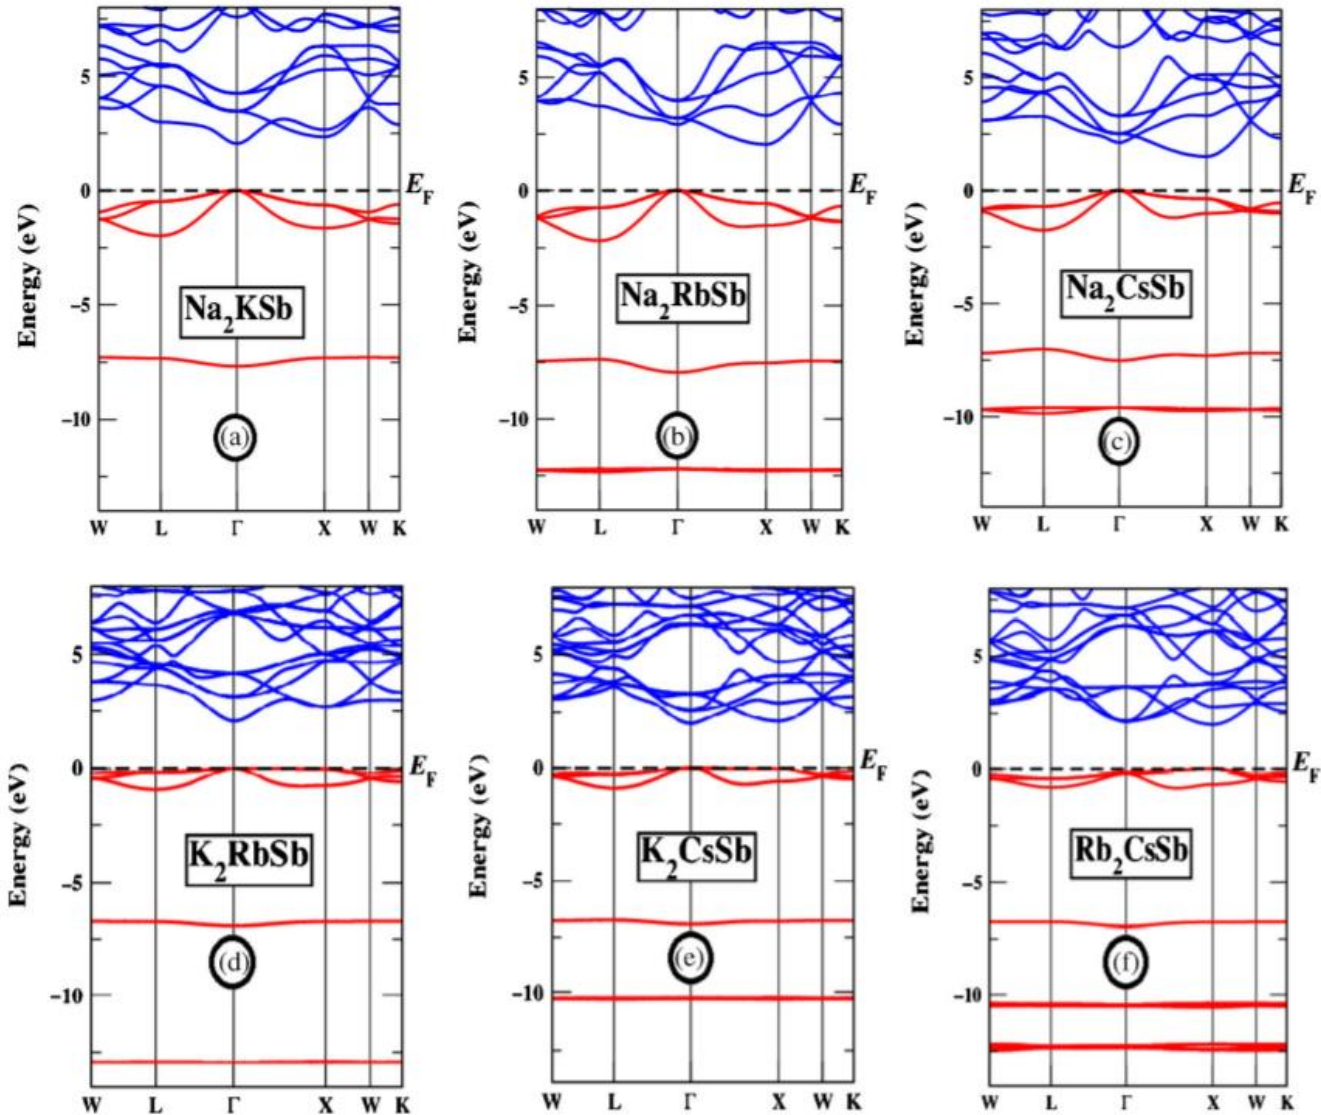 5
0
−5
−10
Energy (eV)
E_F
Na₂KSb
(a)
W L Γ X W K
5
0
−5
−10
Energy (eV)
E_F
Na₂RbSb
(b)
W L Γ X W K
5
0
−5
−10
Energy (eV)
E_F
Na₂CsSb
(c)
W L Γ X W K
5
0
−5
−10
Energy (eV)
E_F
K₂RbSb
(d)
W L Γ X W K
5
0
−5
−10
Energy (eV)
E_F
K₂CsSb
(e)
W L Γ X W K
5
0
−5
−10
Energy (eV)
E_F
Rb₂CsSb
(f)
W L Γ X W K